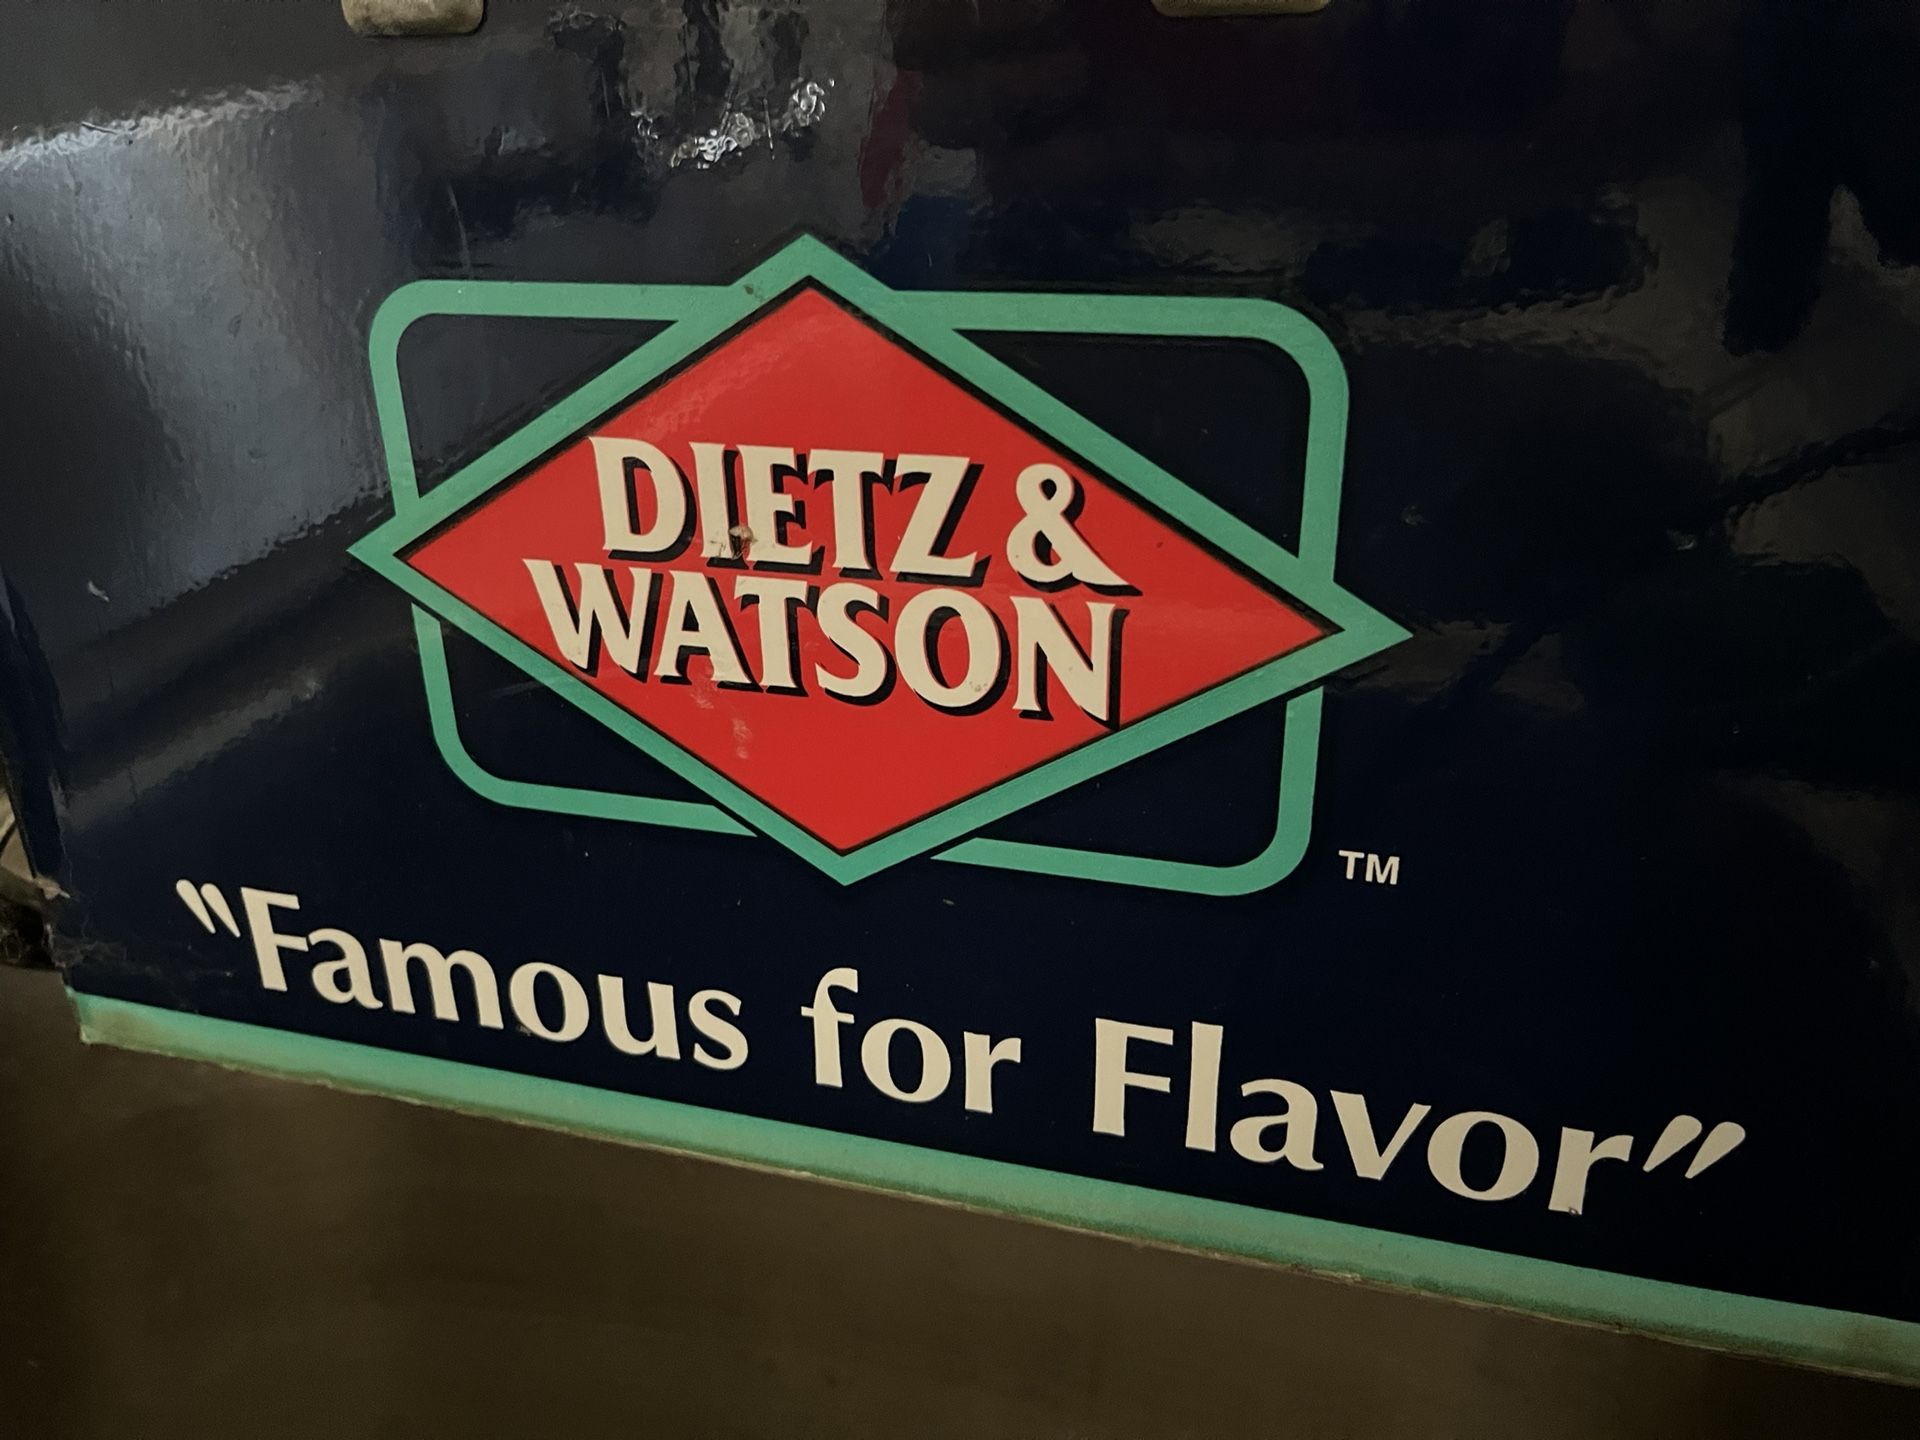 DIETZ &
WATSON
TM
"Famous for Flavor"